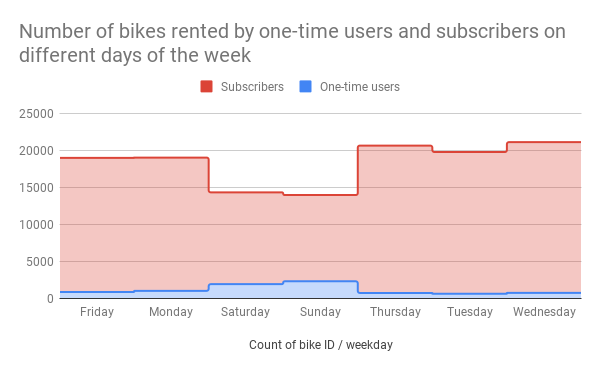 Number of bikes rented by one-time users and subscribers on
different days of the week
Subscribers One-time users
25000
20000
15000
10000
5000
0
Friday Monday Saturday Sunday Thursday Tuesday Wednesday
Count of bike ID / weekday